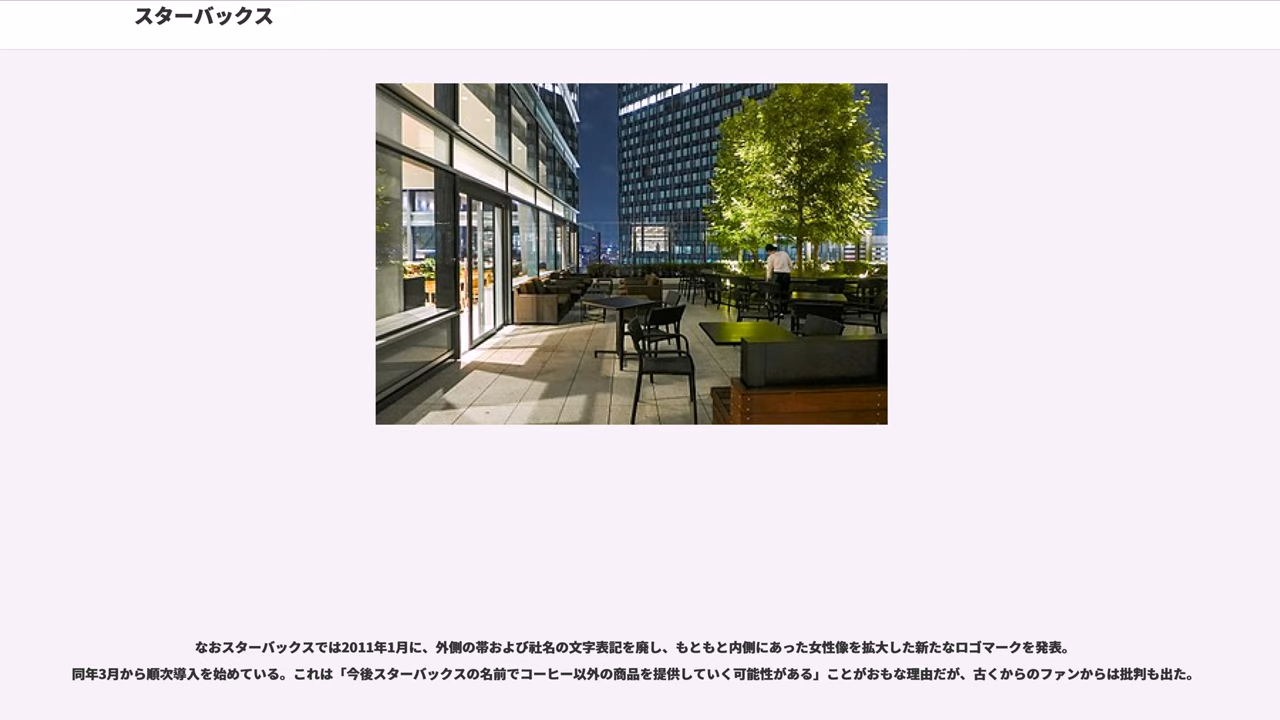 スターバックス
なおスターバックスでは2011年1月に、外側の帯および社名の文字表記を廃し、もともと内側にあった女性像を拡大した新たなロゴマークを発表。
同年3月から順次導入を始めている。これは「今後スターバックスの名前でコーヒー以外の商品を提供していく可能性がある」ことがおもな理由だが、古くからのファンからは批判も出た。